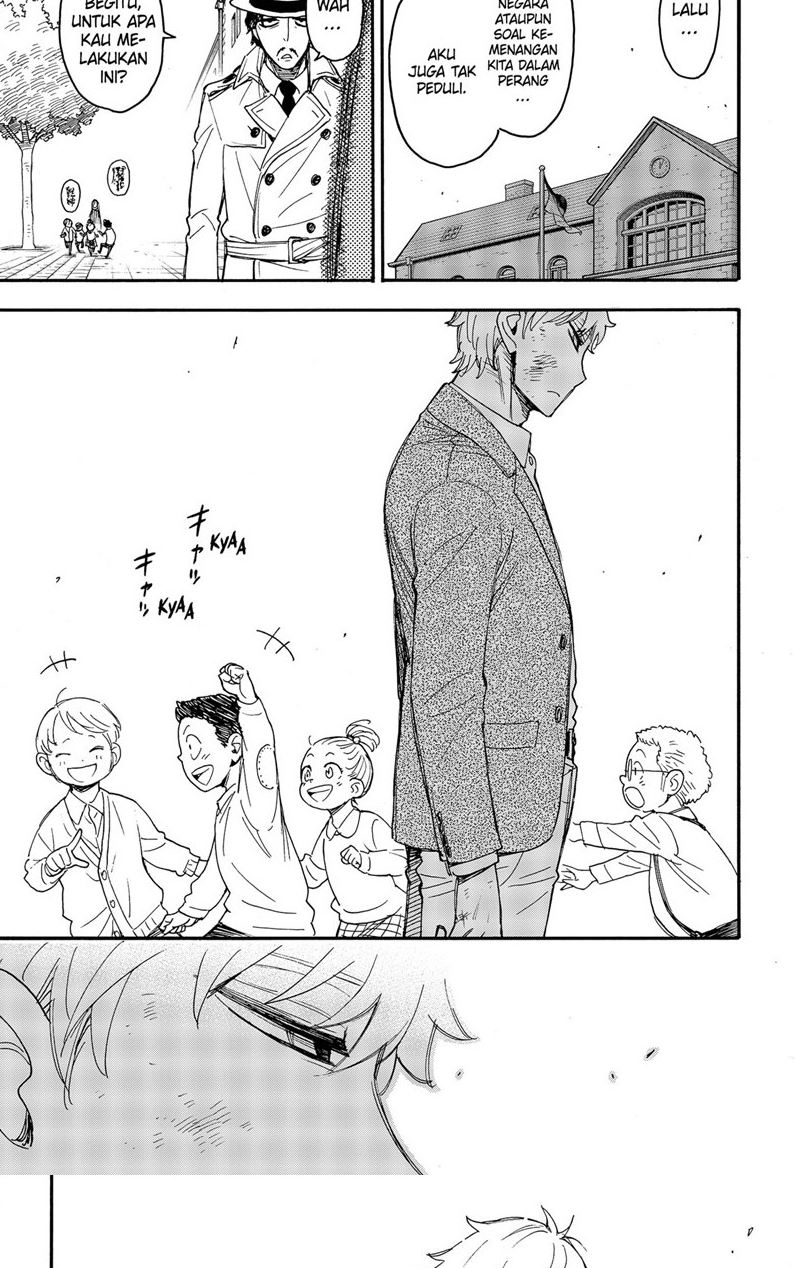 LALU
...
NEGARA
ATAUPUN
SOAL KE-
MENANGAN
KITA DALAM
PERANG
...
AKU
JUGA TAK
PEDULI.
WAH
...
BEGITU,
UNTUK APA
KAU ME-
LAKUKAN
INI?
キャッ
KYAA
キャッ
KYAA